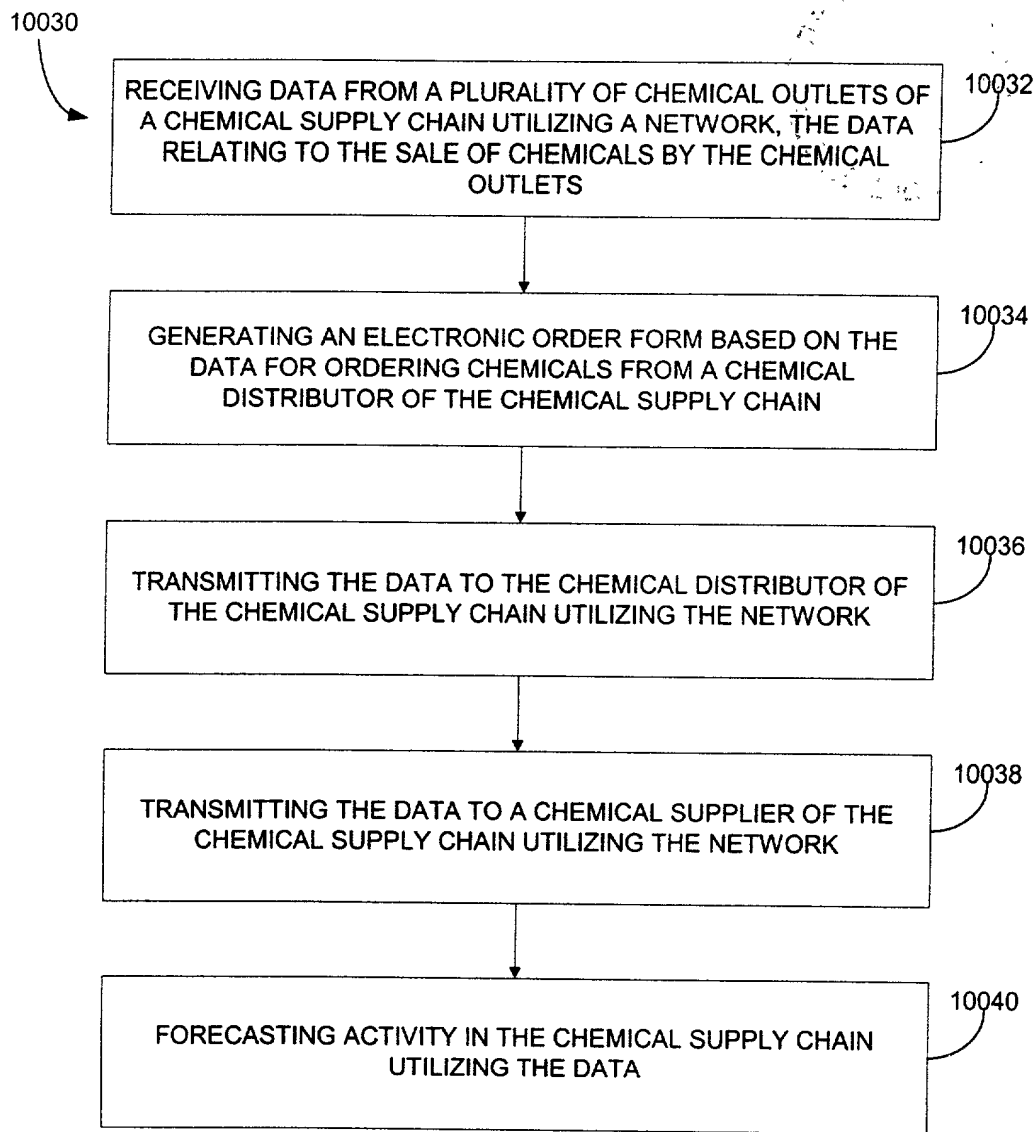 10030
RECEIVING DATA FROM A PLURALITY OF CHEMICAL OUTLETS OF
A CHEMICAL SUPPLY CHAIN UTILIZING A NETWORK, THE DATA
RELATING TO THE SALE OF CHEMICALS BY THE CHEMICAL
OUTLETS
10032
GENERATING AN ELECTRONIC ORDER FORM BASED ON THE
DATA FOR ORDERING CHEMICALS FROM A CHEMICAL
DISTRIBUTOR OF THE CHEMICAL SUPPLY CHAIN
10034
TRANSMITTING THE DATA TO THE CHEMICAL DISTRIBUTOR OF
THE CHEMICAL SUPPLY CHAIN UTILIZING THE NETWORK
10036
TRANSMITTING THE DATA TO A CHEMICAL SUPPLIER OF THE
CHEMICAL SUPPLY CHAIN UTILIZING THE NETWORK
10038
FORECASTING ACTIVITY IN THE CHEMICAL SUPPLY CHAIN
UTILIZING THE DATA
10040